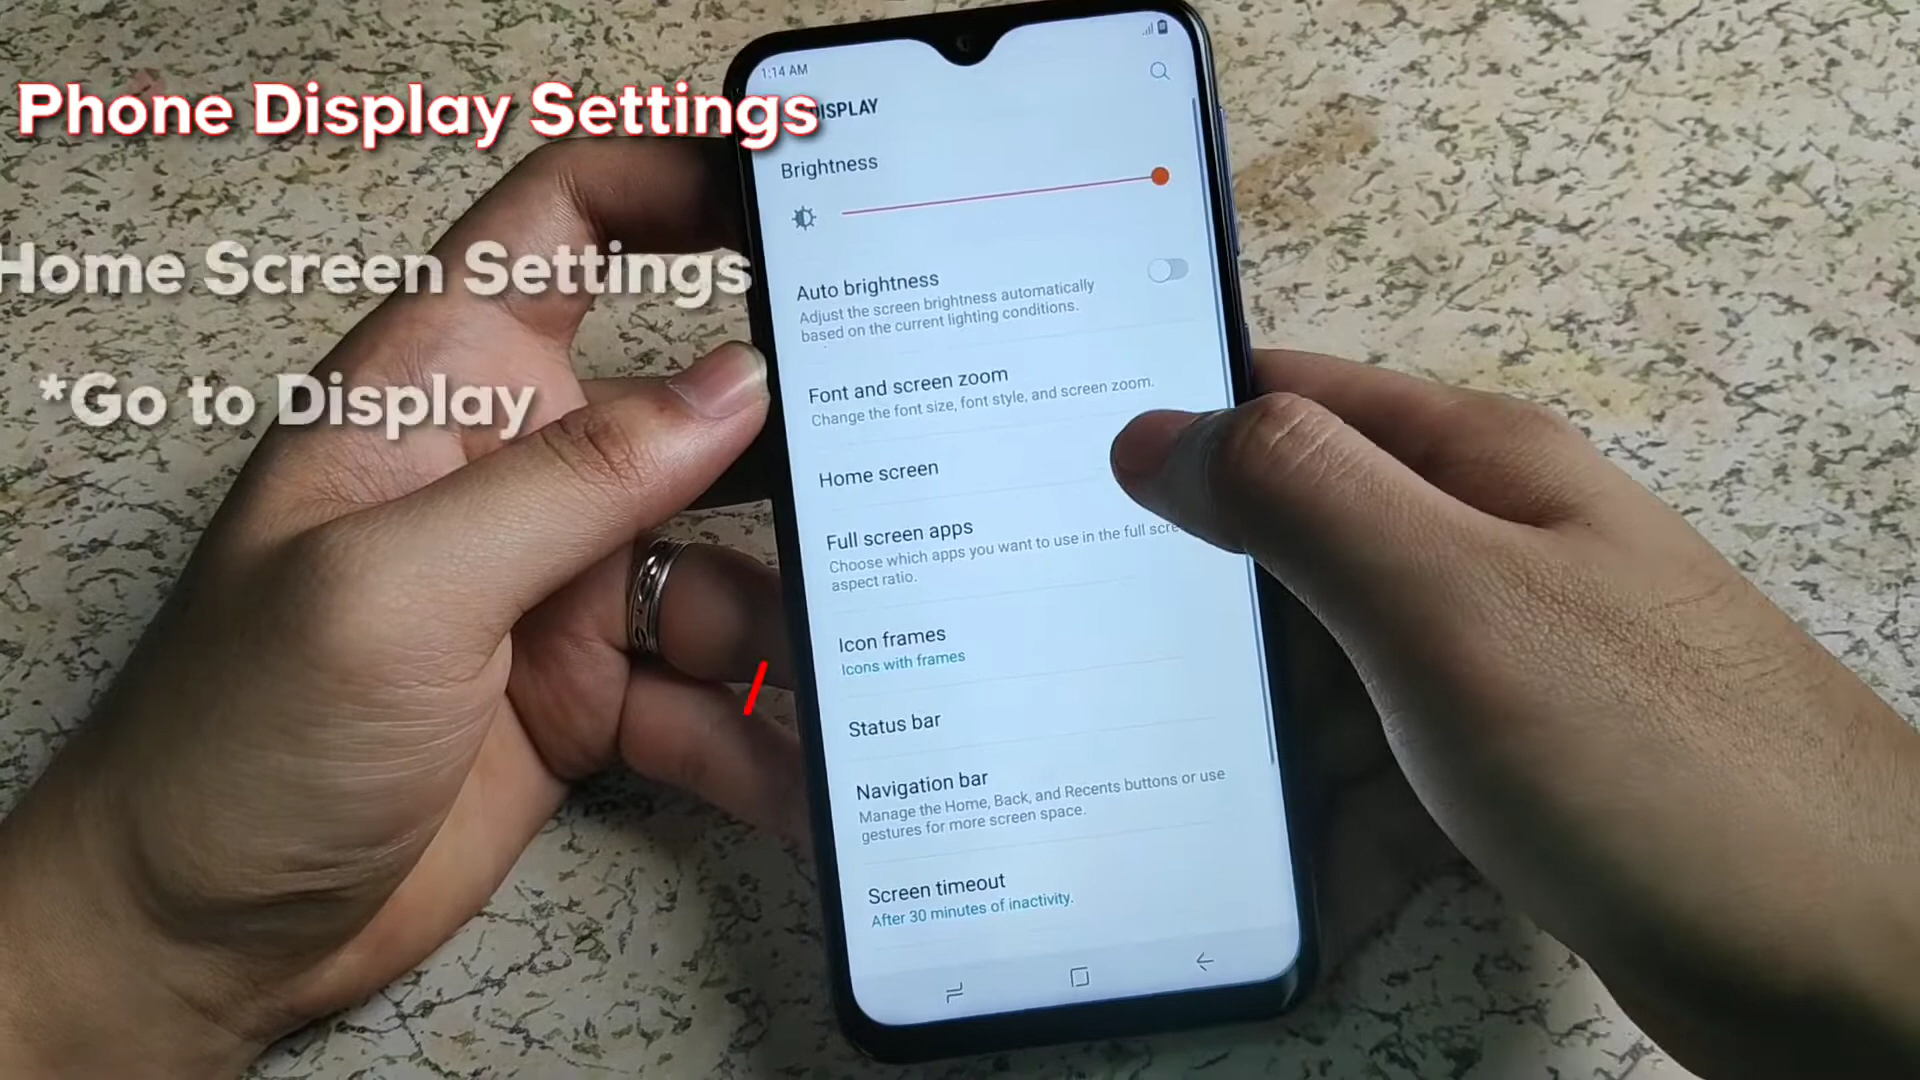 Phone Display Settings
Home Screen Settings
*Go to Display
1:14 AM
DISPLAY
Brightness
Auto brightness
Adjust the screen brightness automatically
based on the current lighting conditions.
Font and screen zoom
Change the font size, font style, and screen zoom.
Home screen
Full screen apps
Choose which apps you want to use in the full scre
aspect ratio.
Icon frames
Icons with frames
Status bar
Navigation bar
Manage the Home, Back, and Recents buttons or use
gestures for more screen space.
Screen timeout
After 30 minutes of inactivity.